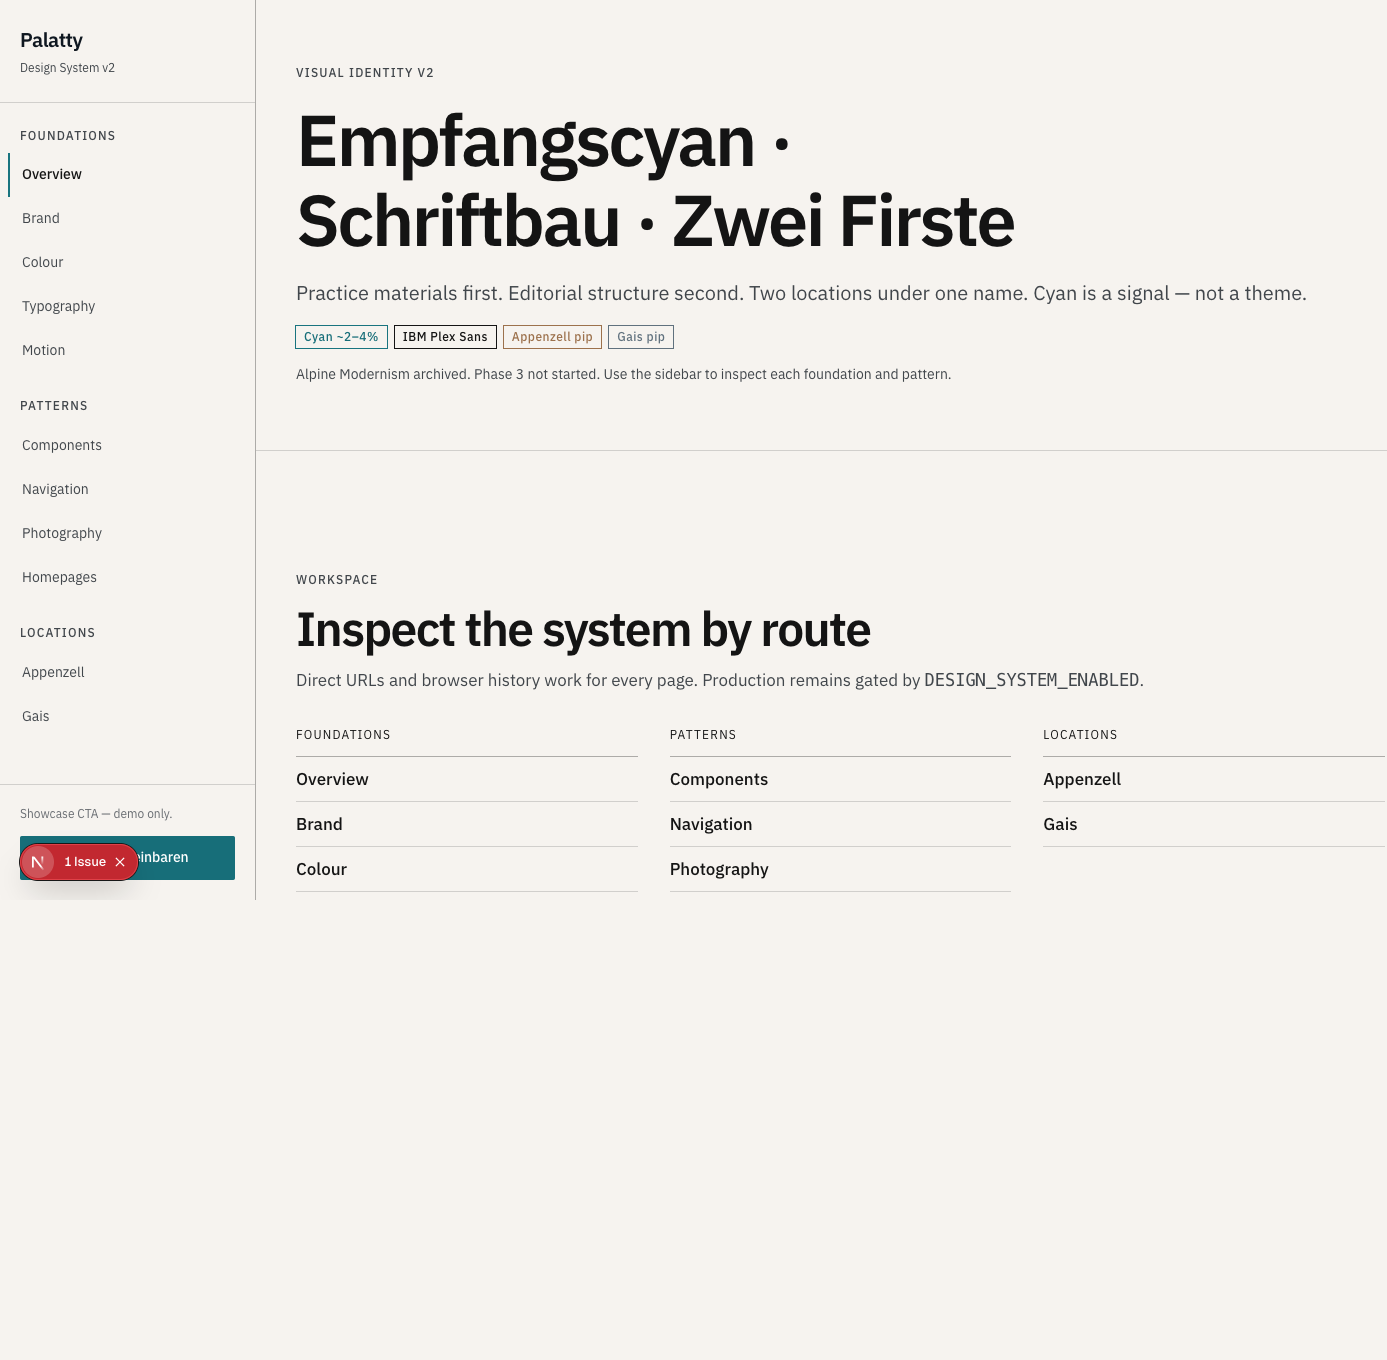 Palatty
Design System v2
FOUNDATIONS
Overview
Brand
Colour
Typography
Motion
PATTERNS
Components
Navigation
Photography
Homepages
LOCATIONS
Appenzell
Gais
Showcase CTA — demo only.
1 Issue
VISUAL IDENTITY V2
Empfangscyan ·
Schriftbau · Zwei Firste
Practice materials first. Editorial structure second. Two locations under one name. Cyan is a signal — not a theme.
Cyan ~2–4% IBM Plex Sans Appenzell pip Gais pip
Alpine Modernism archived. Phase 3 not started. Use the sidebar to inspect each foundation and pattern.
WORKSPACE
Inspect the system by route
Direct URLs and browser history work for every page. Production remains gated by DESIGN_SYSTEM_ENABLED.
FOUNDATIONS
Overview
Brand
Colour
PATTERNS
Components
Navigation
Photography
LOCATIONS
Appenzell
Gais